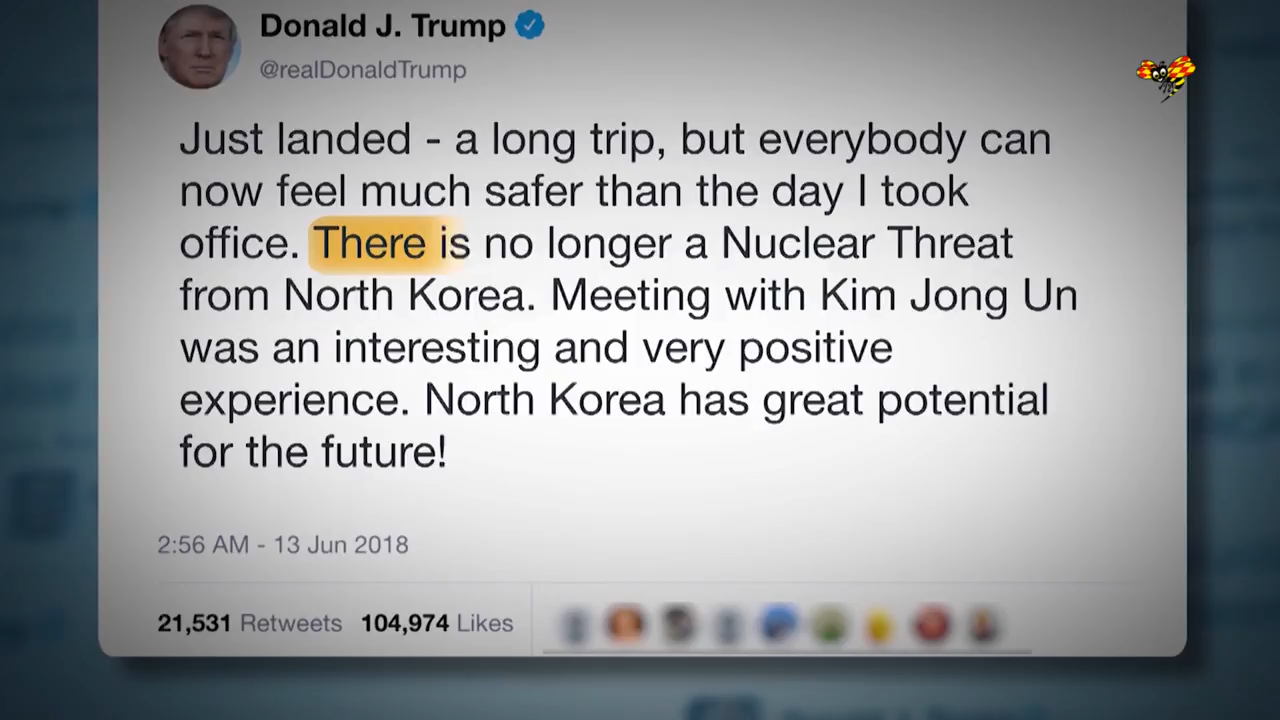 Donald J. Trump
@realDonaldTrump
Just landed - a long trip, but everybody can
now feel much safer than the day I took
office. There is no longer a Nuclear Threat
from North Korea. Meeting with Kim Jong Un
was an interesting and very positive
experience. North Korea has great potential
for the future!
2:56 AM - 13 Jun 2018
21,531 Retweets 104,974 Likes